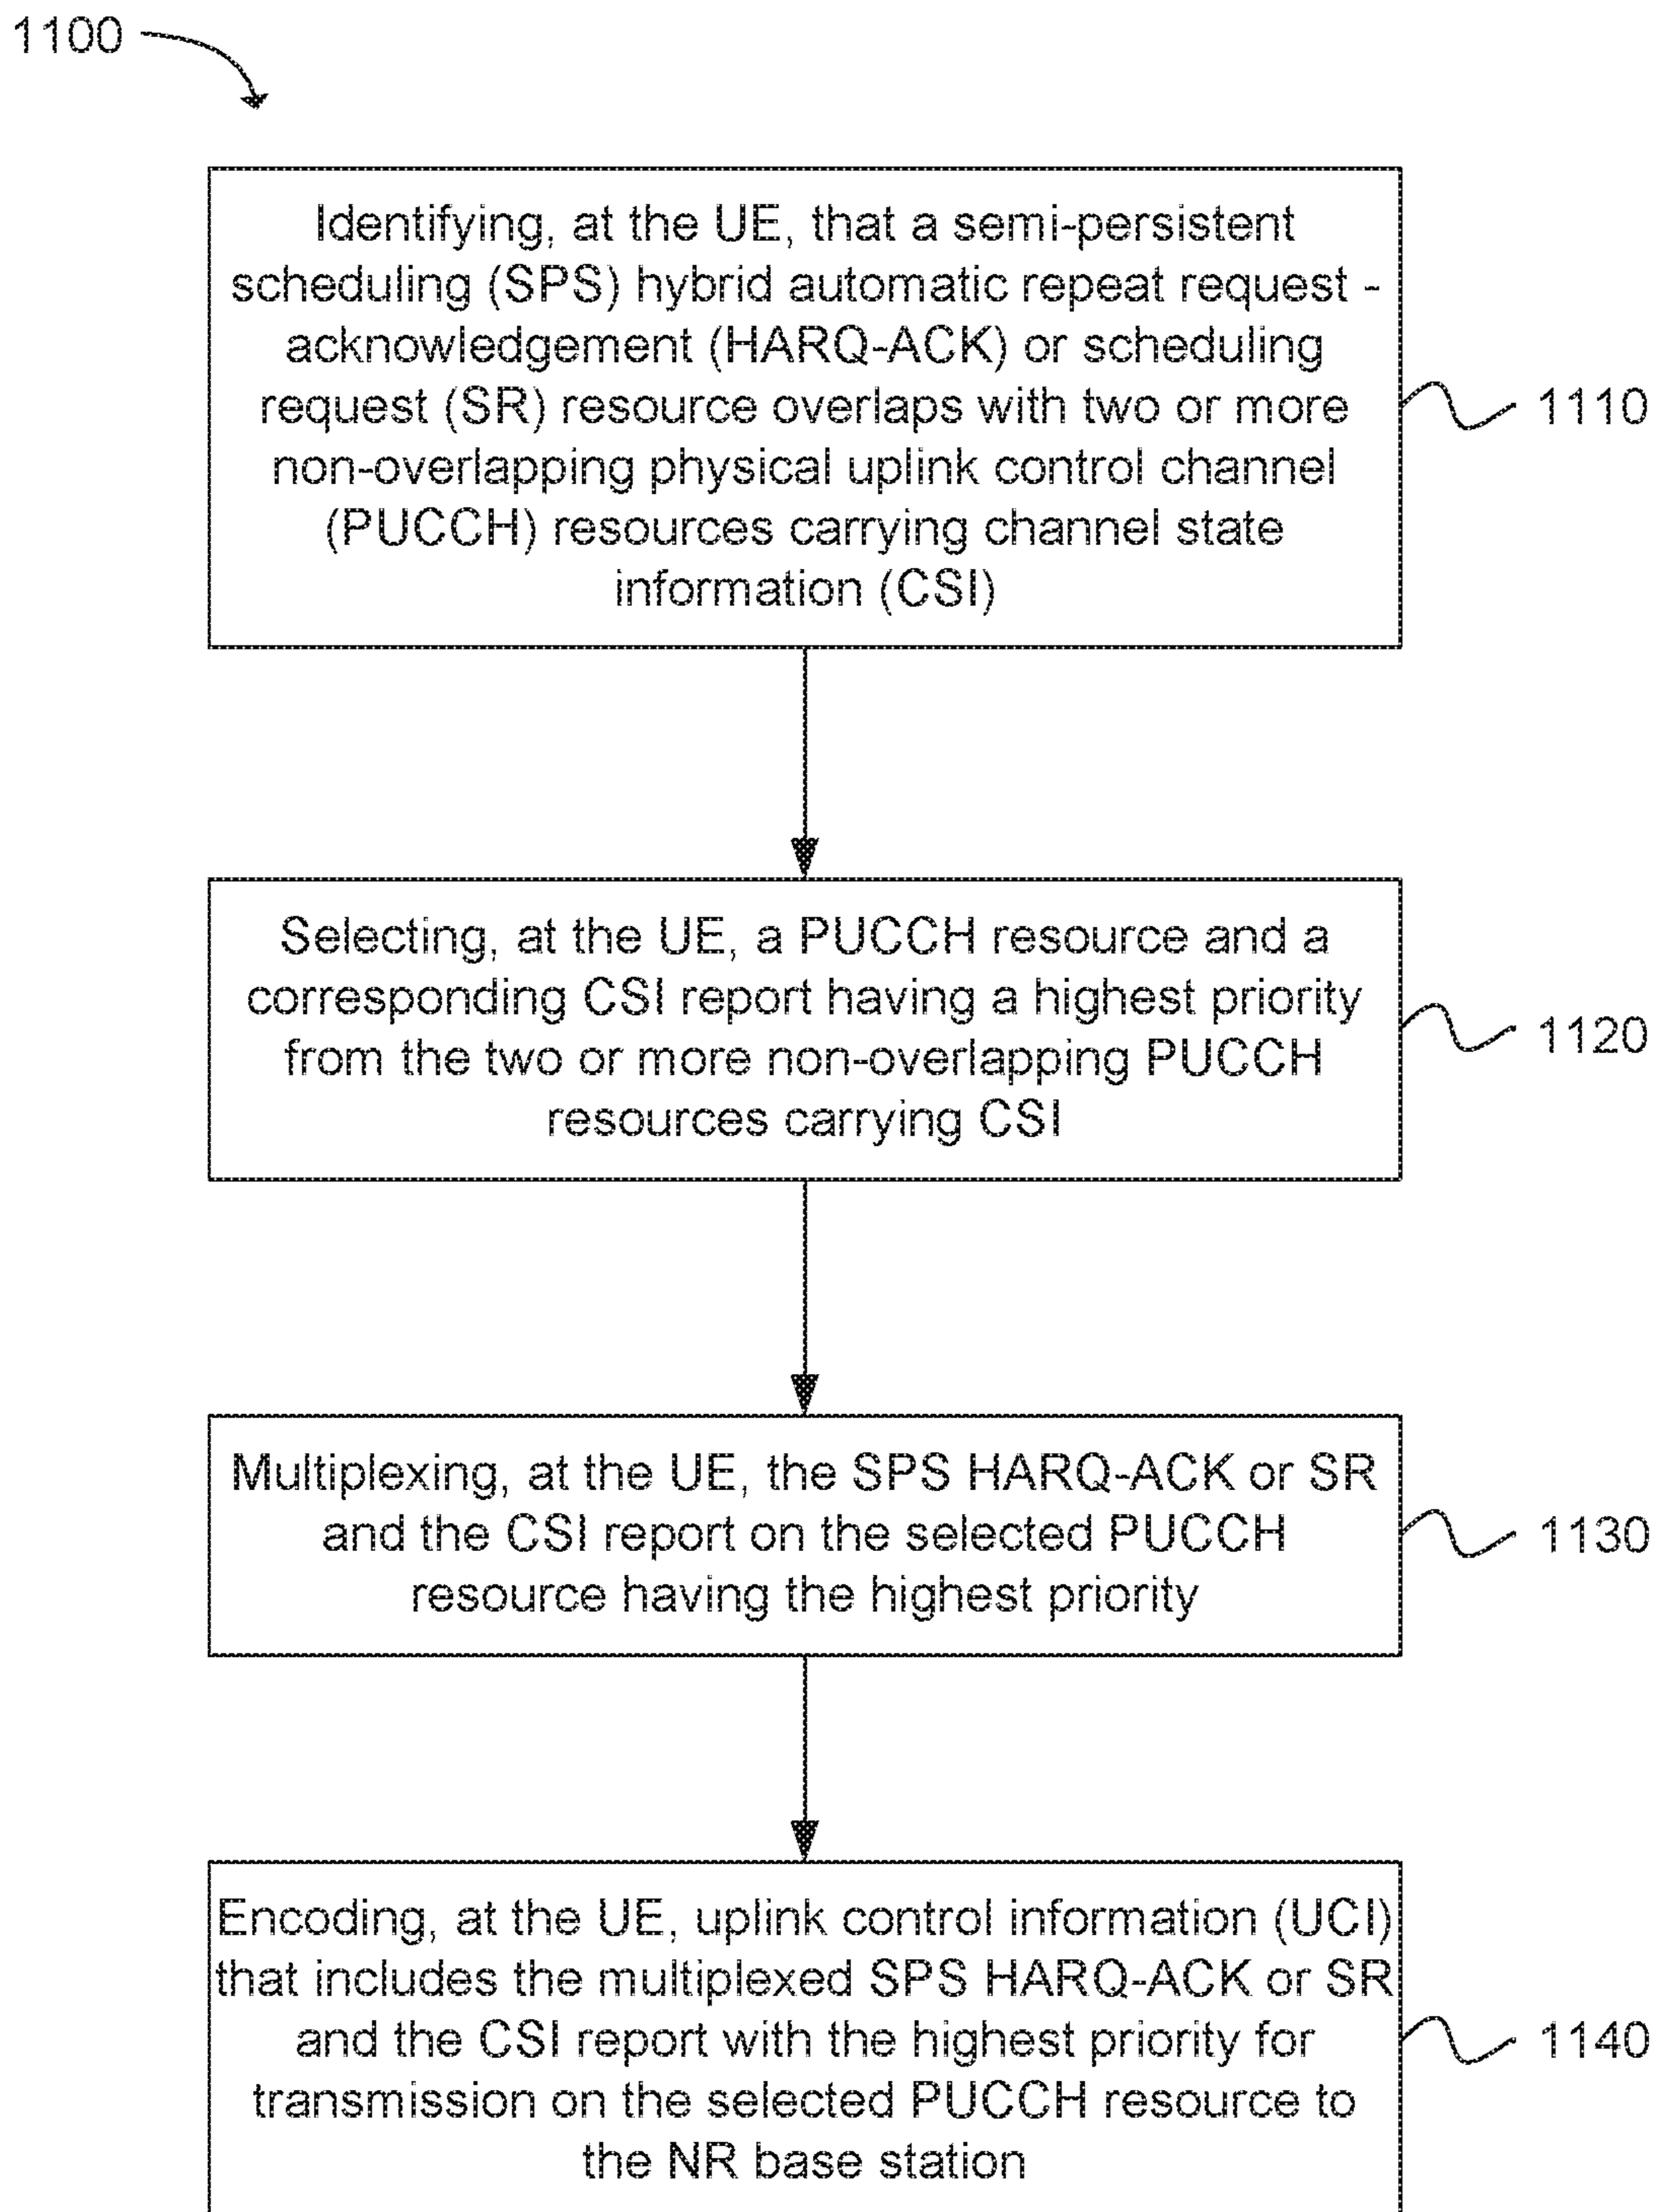 1100
Identifying, at the UE, that a semi-persistent
scheduling (SPS) hybrid automatic repeat request -
acknowledgement (HARQ-ACK) or scheduling
request (SR) resource overlaps with two or more
non-overlapping physical uplink control channel
(PUCCH) resources carrying channel state
information (CSI)
1110
Selecting, at the UE, a PUCCH resource and a
corresponding CSI report having a highest priority
from the two or more non-overlapping PUCCH
resources carrying CSI
1120
Multiplexing, at the UE, the SPS HARQ-ACK or SR
and the CSI report on the selected PUCCH
resource having the highest priority
1130
Encoding, at the UE, uplink control information (UCI)
that includes the multiplexed SPS HARQ-ACK or SR
and the CSI report with the highest priority for
transmission on the selected PUCCH resource to
the NR base station
1140